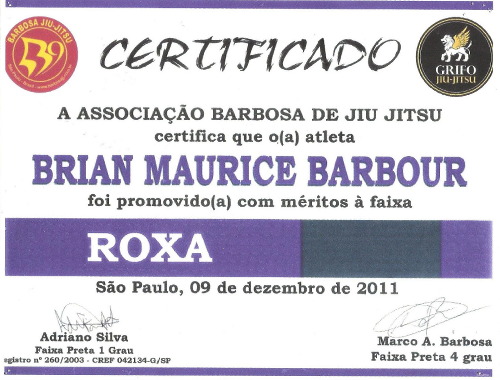 BARBOSA JIU-JITSU
B9
CERTIFICADO
GRIFO
JIU-JITSU
A ASSOCIAÇÃO BARBOSA DE JIU JITSU
certifica que o(a) atleta
BRIAN MAURICE BARBOUR
foi promovido(a) com méritos à faixa
ROXA
São Paulo, 09 de dezembro de 2011
Adriano Silva
Faixa Preta 1 Grau
egistro nº 260/2003 - CREF 042134-G/SP
Marco A. Barbosa
Faixa Preta 4 grau